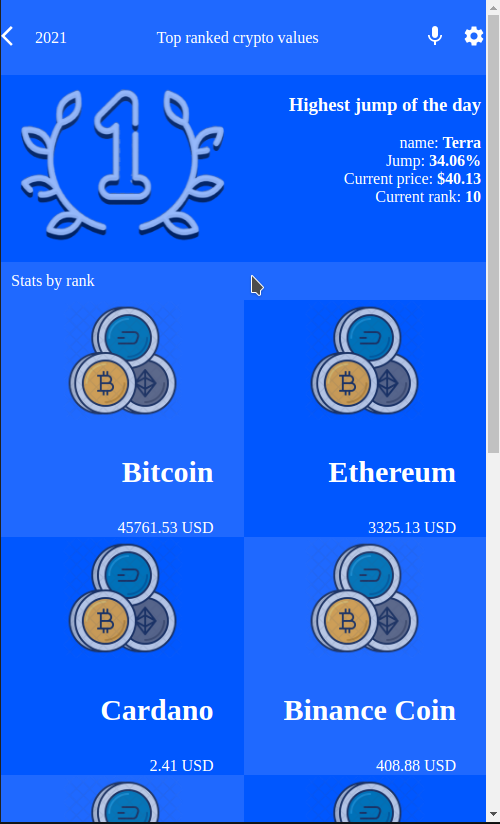 2021 Top ranked crypto values
1
Highest jump of the day
name: Terra
Jump: 34.06%
Current price: $40.13
Current rank: 10
Stats by rank
Bitcoin
45761.53 USD
Ethereum
3325.13 USD
Cardano
2.41 USD
Binance Coin
408.88 USD